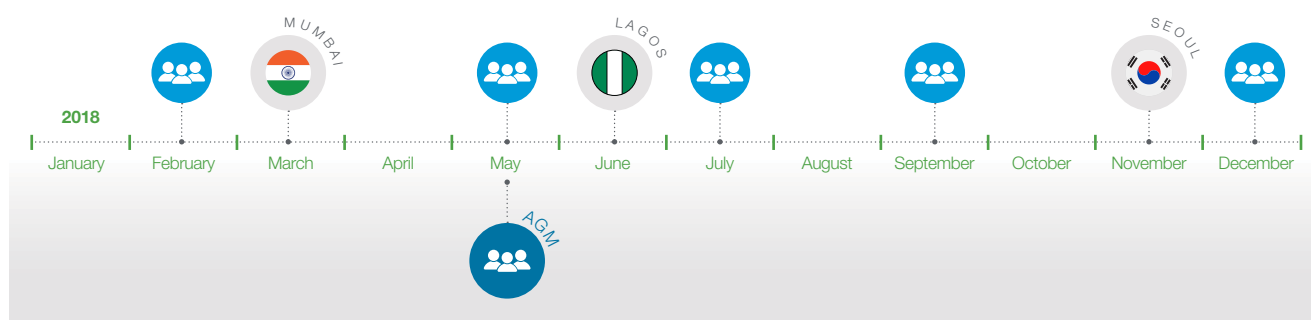 MUMBAI
LAGOS
SEOUL
2018
January February March April May June July August September October November December
AGM